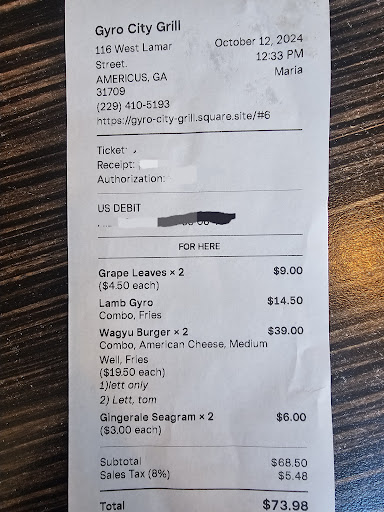 Gyro City Grill
116 West Lamar
Street.
AMERICUS, GA
31709
(229) 410-5193
https://gyro-city-grill.square.site/#6
October 12, 2024
12:33 PM
Maria
Ticket:
Receipt:
Authorization:
US DEBIT
FOR HERE
Grape Leaves × 2 $9.00
($4.50 each)
Lamb Gyro $14.50
Combo, Fries
Wagyu Burger × 2 $39.00
Combo, American Cheese, Medium
Well, Fries
($19.50 each)
1)lett only
2) Lett, tom
Gingerale Seagram × 2 $6.00
($3.00 each)
Subtotal $68.50
Sales Tax (8%) $5.48
Total $73.98